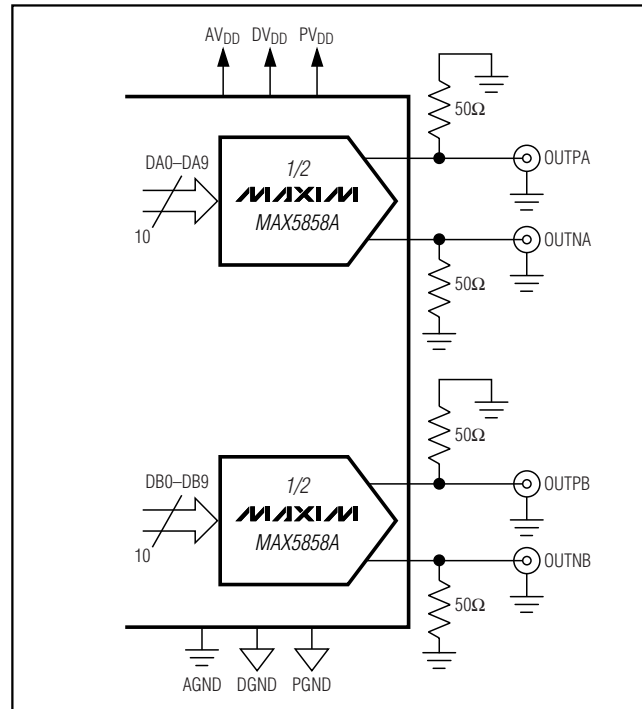 AVDD DVDD PVDD
50Ω
DA0–DA9
1/2
MAXIM
MAX5858A
10
OUTPA
OUTNA
50Ω
50Ω
DB0–DB9
1/2
MAXIM
MAX5858A
10
OUTPB
OUTNB
50Ω
AGND DGND PGND